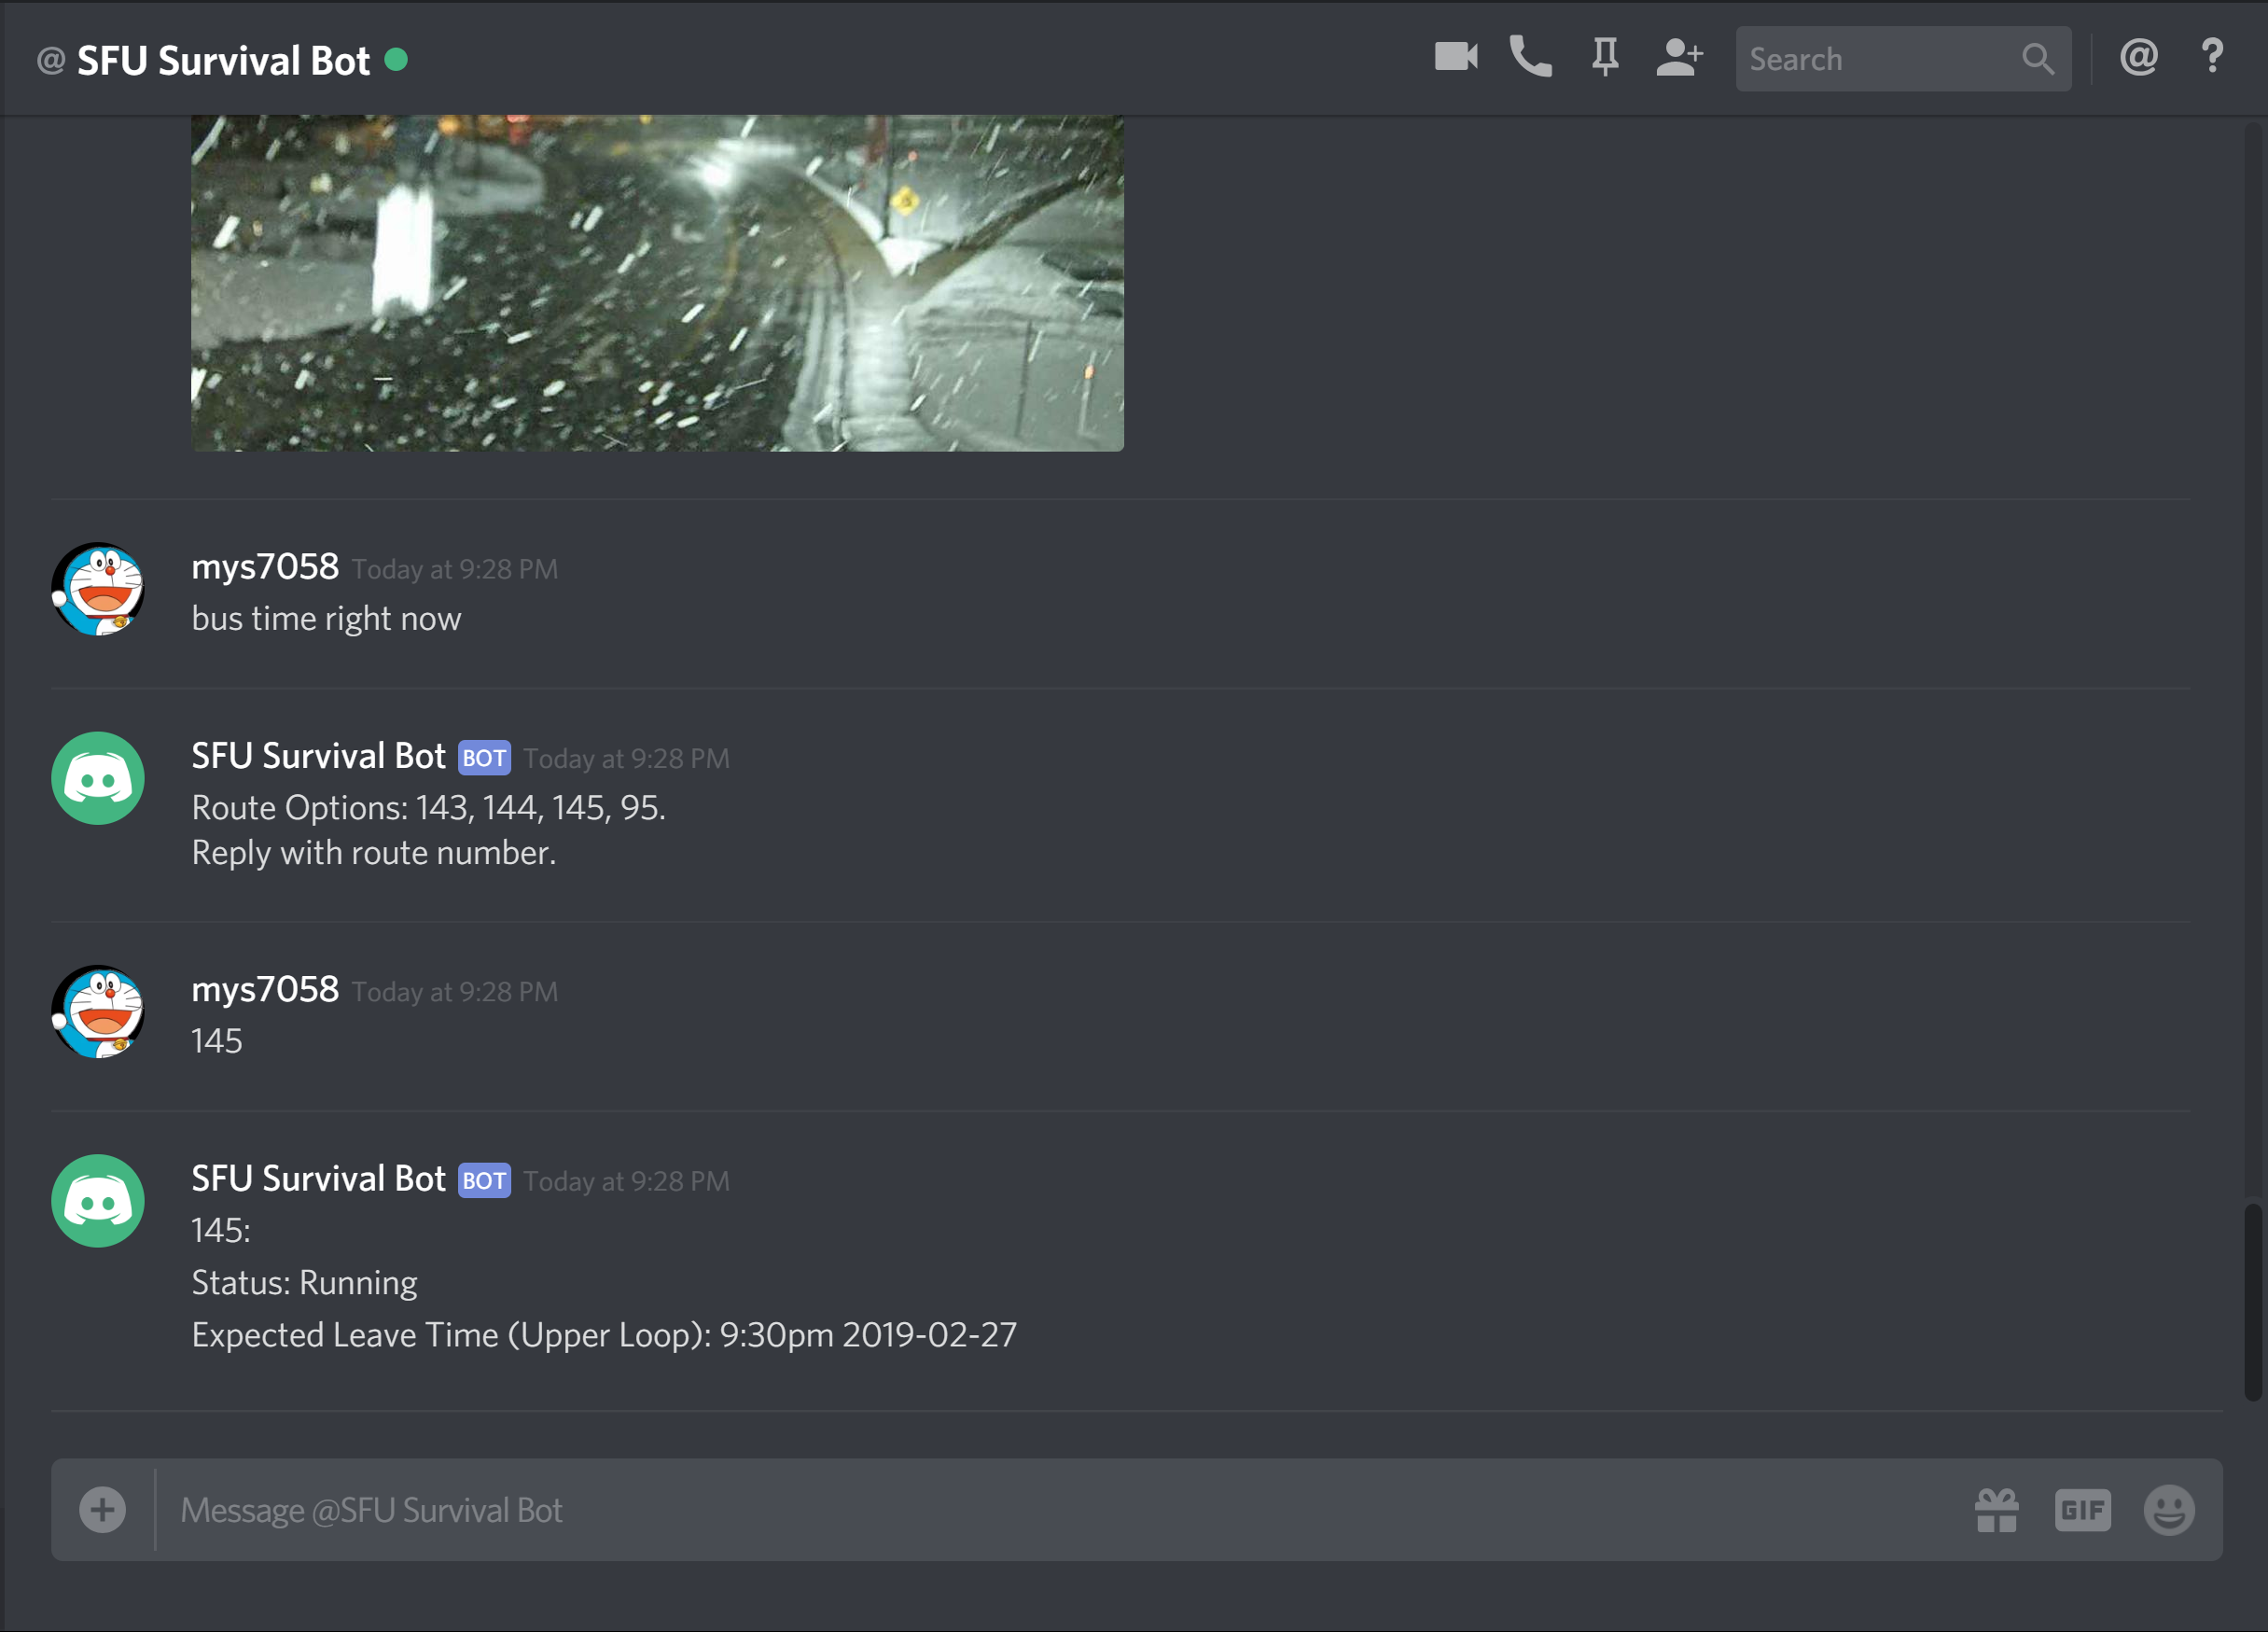 @ SFU Survival Bot
Search
@ ?
mys7058 Today at 9:28 PM
bus time right now
SFU Survival Bot BOT Today at 9:28 PM
Route Options: 143, 144, 145, 95.
Reply with route number.
mys7058 Today at 9:28 PM
145
SFU Survival Bot BOT Today at 9:28 PM
145:
Status: Running
Expected Leave Time (Upper Loop): 9:30pm 2019-02-27
Message @SFU Survival Bot
GIF